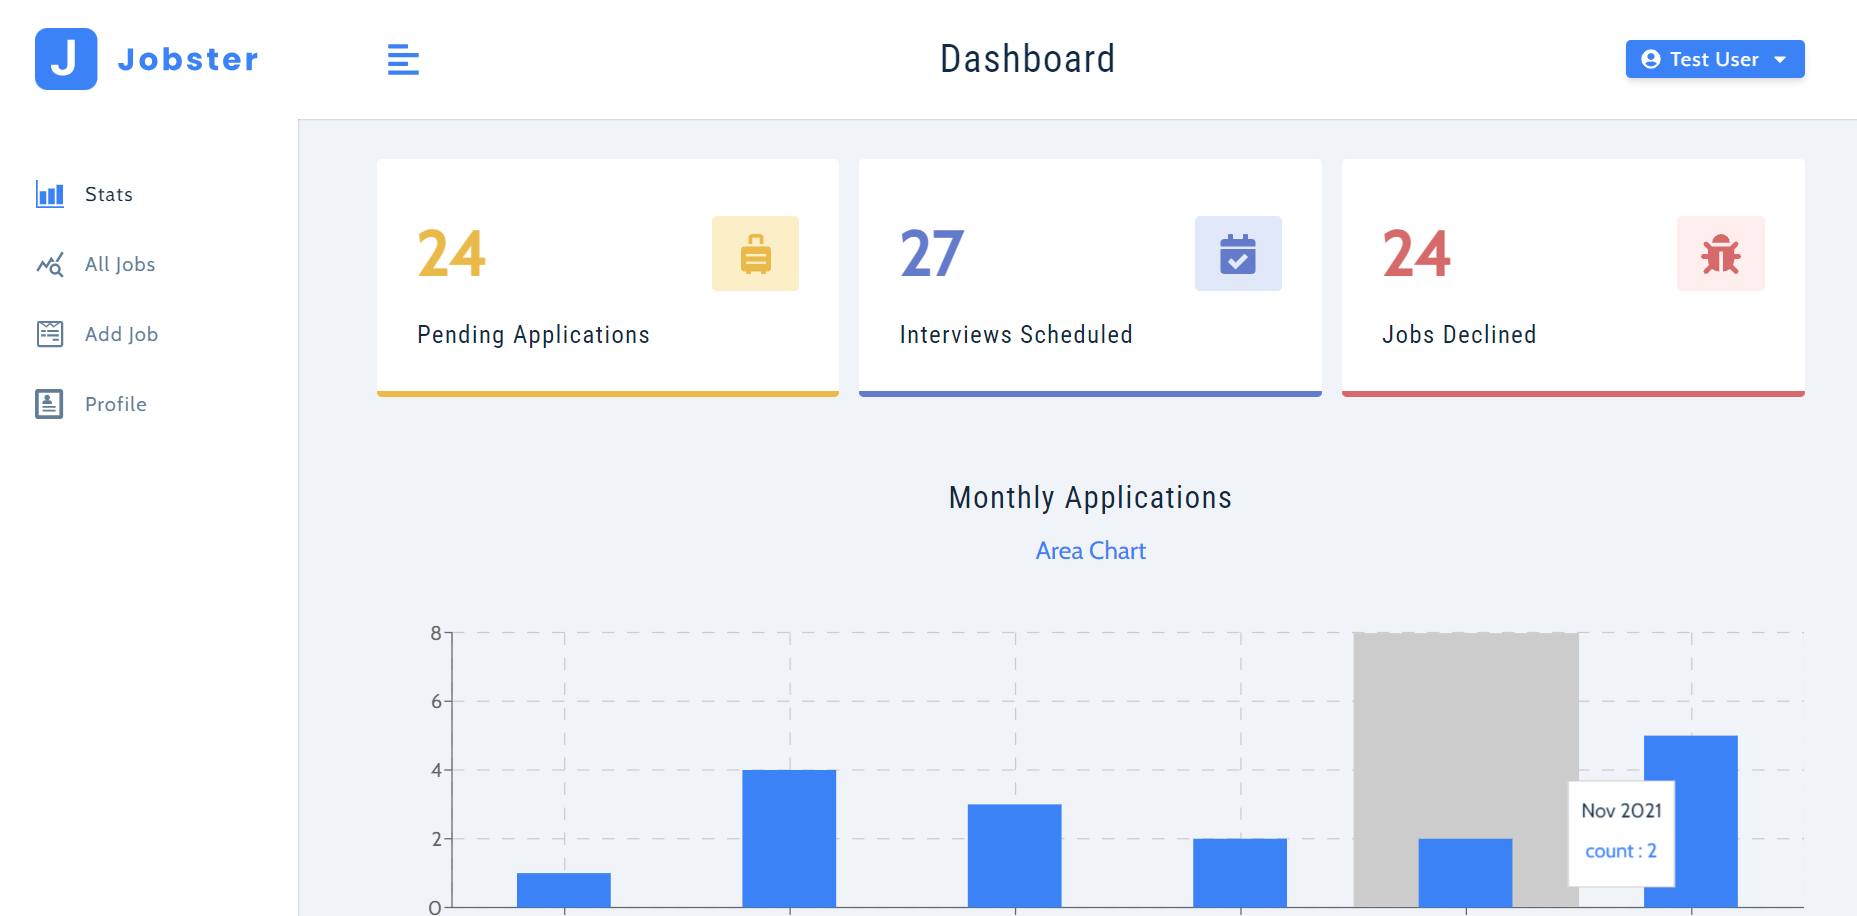 J Jobster
Dashboard
Test User
Stats
All Jobs
Add Job
Profile
24
Pending Applications
27
Interviews Scheduled
24
Jobs Declined
Monthly Applications
Area Chart
8
6
4
2
0
Nov 2021
count : 2